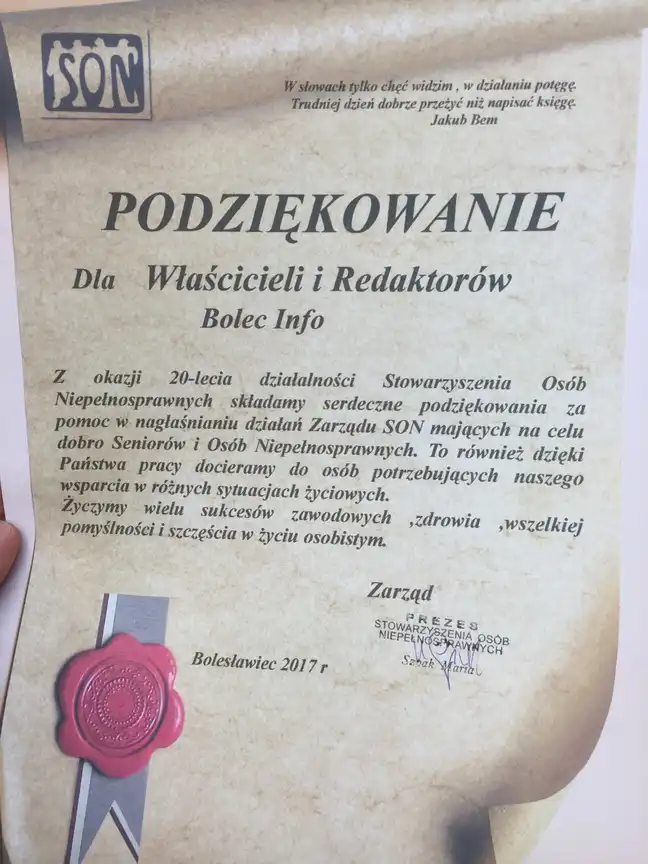 SON
W słowach tylko chęć widzim , w działaniu potęgę.
Trudniej dzień dobrze przeżyć niż napisać księgę.
Jakub Bem
PODZIĘKOWANIE
Dla Właścicieli i Redaktorów
Bolec Info
Z okazji 20-lecia działalności Stowarzyszenia Osób
Niepełnosprawnych składamy serdeczne podziękowania za
pomoc w nagłaśnianiu działań Zarządu SON mających na celu
dobro Seniorów i Osób Niepełnosprawnych. To również dzięki
Państwa pracy docieramy do osób potrzebujących naszego
wsparcia w różnych sytuacjach życiowych.
Życzymy wielu sukcesów zawodowych ,zdrowia ,wszelkiej
pomyślności i szczęścia w życiu osobistym.
Zarząd
PREZES
STOWARZYSZENIA OSÓB
NIEPEŁNOSPRAWNYCH
Maria
Bolesławiec 2017 r